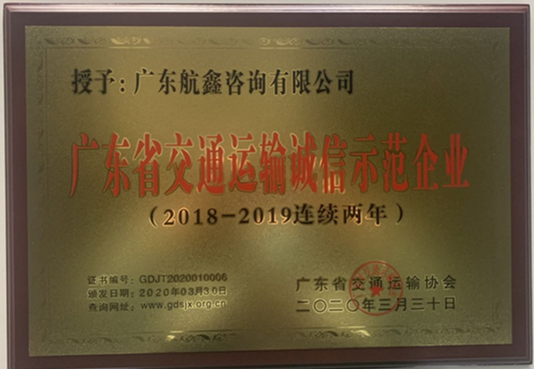 授予：广东航鑫咨询有限公司
广东省交通运输诚信示范企业
（2018-2019连续两年）
证书编号：GDJT2020010006
颁发日期：2020年03月30日
查询网址：www.gdsjx.org.cn
广东省交通运输协会
二〇二〇年三月三十日